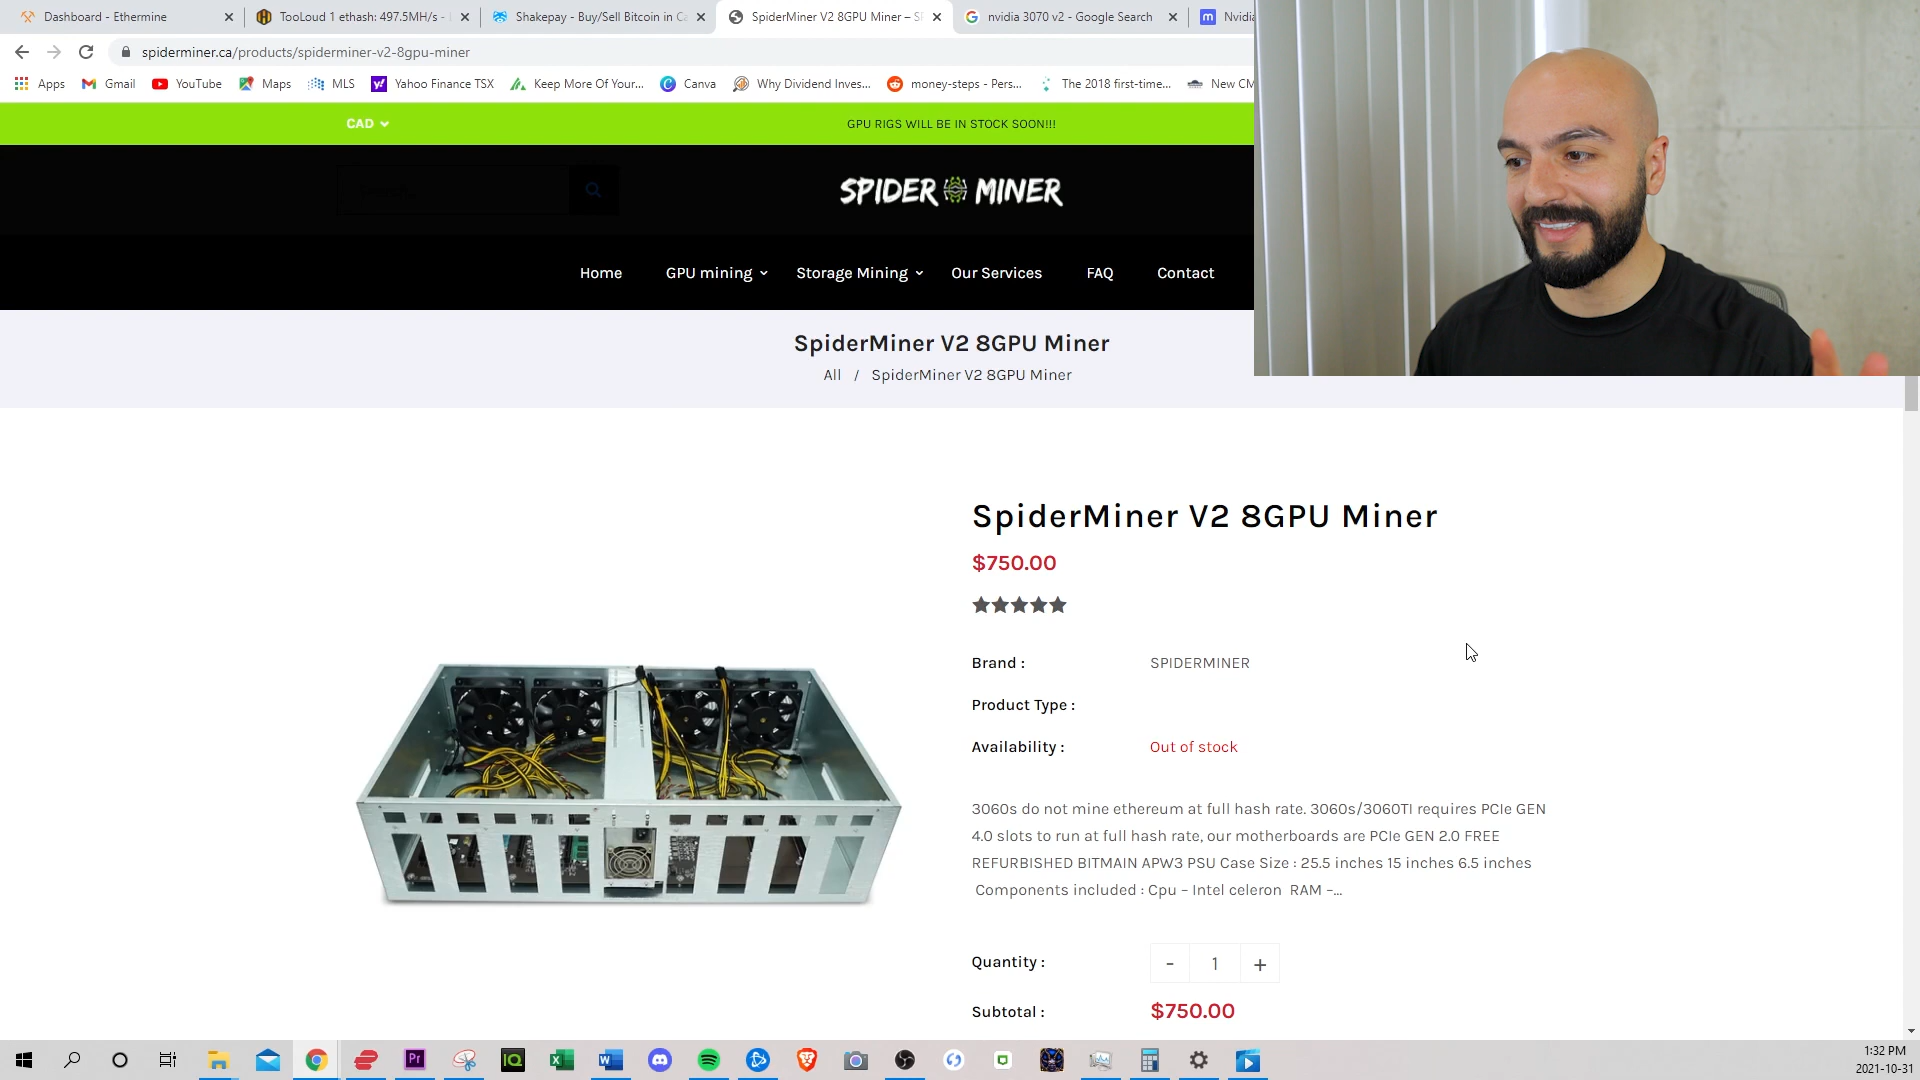 Dashboard - Ethermine
TooLoud 1 ethash: 497.5MH/s -
Shakepay - Buy/Sell Bitcoin in Ca
SpiderMiner V2 8GPU Miner – S
nvidia 3070 v2 - Google Search
Nvidia
spiderminer.ca/products/spiderminer-v2-8gpu-miner
Apps
Gmail
YouTube
Maps
MLS
Yahoo Finance TSX
Keep More Of Your...
Canva
Why Dividend Inves...
money-steps - Pers...
The 2018 first-time...
New CM
CAD
GPU RIGS WILL BE IN STOCK SOON!!!
SPIDER MINER
Home
GPU mining
Storage Mining
Our Services
FAQ
Contact
SpiderMiner V2 8GPU Miner
All / SpiderMiner V2 8GPU Miner
SpiderMiner V2 8GPU Miner
$750.00
Brand : SPIDERMINER
Product Type :
Availability : Out of stock
3060s do not mine ethereum at full hash rate. 3060s/3060TI requires PCIe GEN
4.0 slots to run at full hash rate, our motherboards are PCIe GEN 2.0 FREE
REFURBISHED BITMAIN APW3 PSU Case Size : 25.5 inches 15 inches 6.5 inches
Components included : Cpu – Intel celeron RAM –...
Quantity : - 1 +
Subtotal : $750.00
1:32 PM
2021-10-31